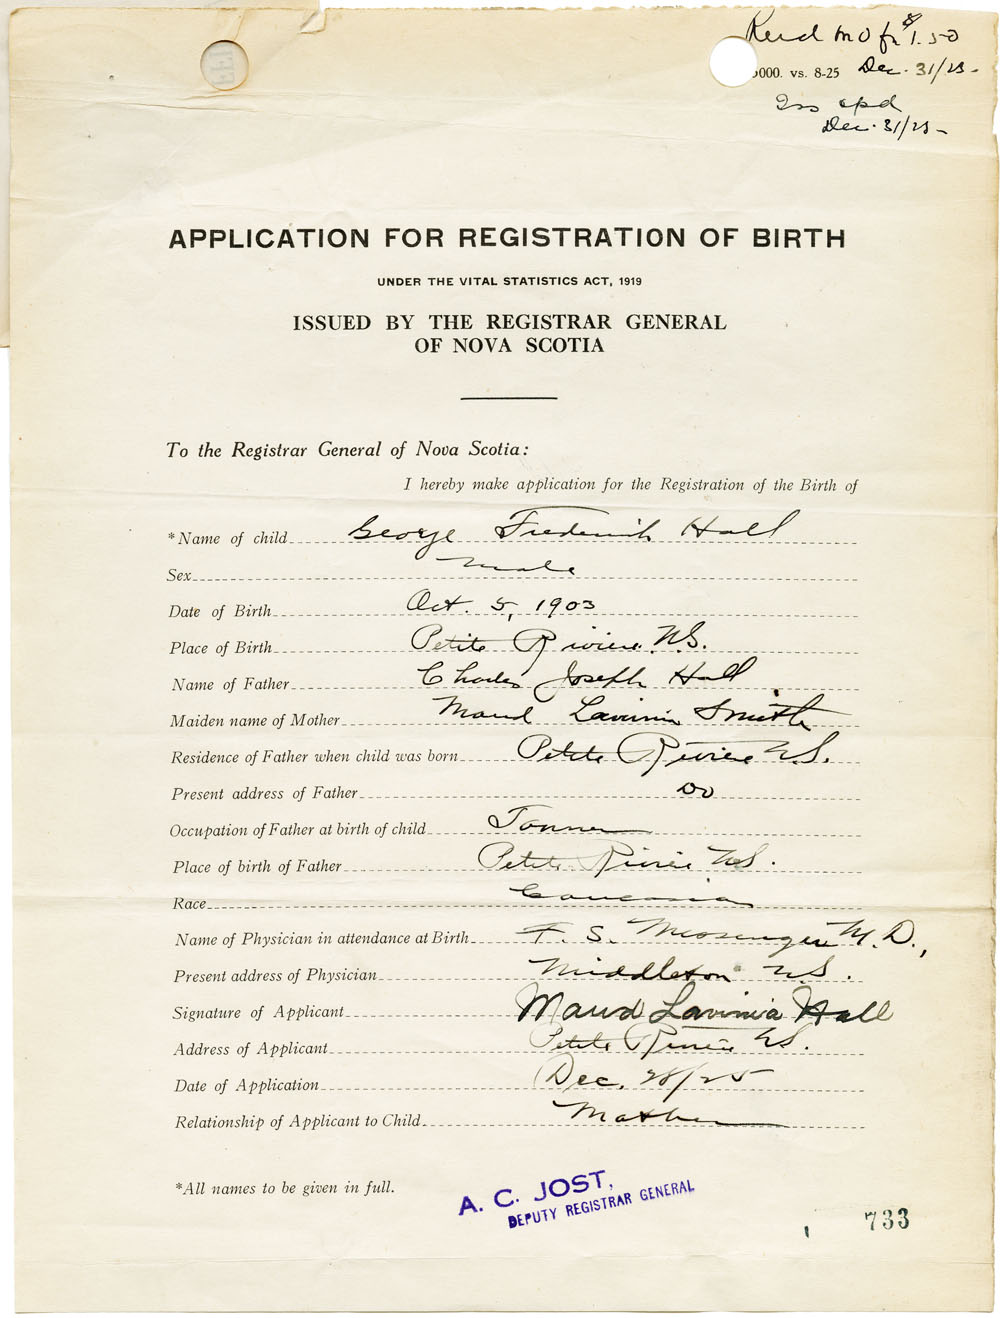 Recd M O for $1.50
000. vs. 8-25 Dec. 31/25-
Iss cpd
Dec. 31/25-
APPLICATION FOR REGISTRATION OF BIRTH
UNDER THE VITAL STATISTICS ACT, 1919
ISSUED BY THE REGISTRAR GENERAL
OF NOVA SCOTIA
To the Registrar General of Nova Scotia:
I hereby make application for the Registration of the Birth of
*Name of child George Frederick Hall
Sex Male
Date of Birth Oct. 5, 1903
Place of Birth Petite Riviere N.S.
Name of Father Charles Joseph Hall
Maiden name of Mother Maud Lavinia Smith
Residence of Father when child was born Petite Riviere N.S.
Present address of Father Do
Occupation of Father at birth of child Tanner
Place of birth of Father Petite Riviere N.S.
Race Caucasian
Name of Physician in attendance at Birth F. S. Messenger M.D.,
Present address of Physician Middleton N.S.
Signature of Applicant Maud Lavinia Hall
Address of Applicant Petite Riviere N.S.
Date of Application Dec. 28/25
Relationship of Applicant to Child Mother
*All names to be given in full.
A. C. JOST,
DEPUTY REGISTRAR GENERAL
733